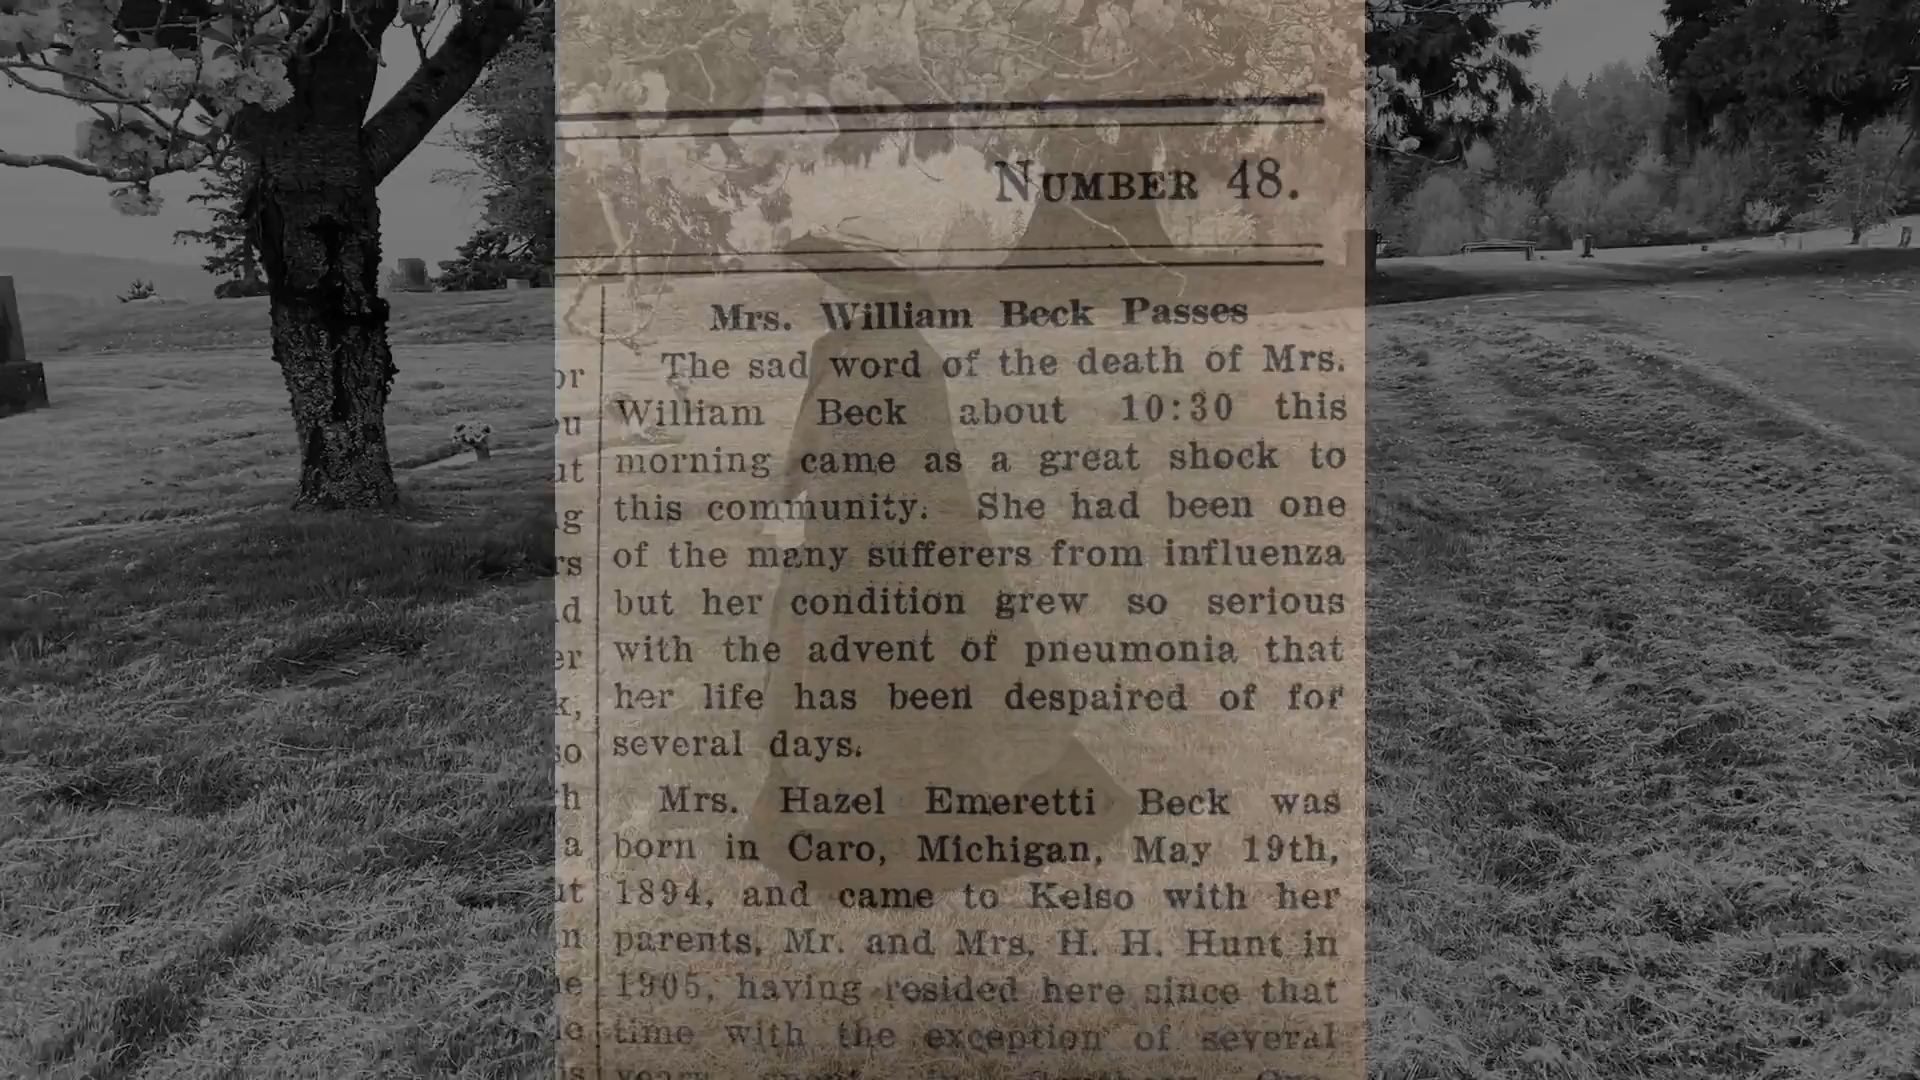 NUMBER 48.
Mrs. William Beck Passes
The sad word of the death of Mrs.
William Beck about 10:30 this
morning came as a great shock to
this community. She had been one
of the many sufferers from influenza
but her condition grew so serious
with the advent of pneumonia that
her life has been despaired of for
several days.
Mrs. Hazel Emeretti Beck was
born in Caro, Michigan, May 19th,
1894, and came to Kelso with her
parents, Mr. and Mrs. H. H. Hunt in
1905, having resided here since that
time with the exception of several